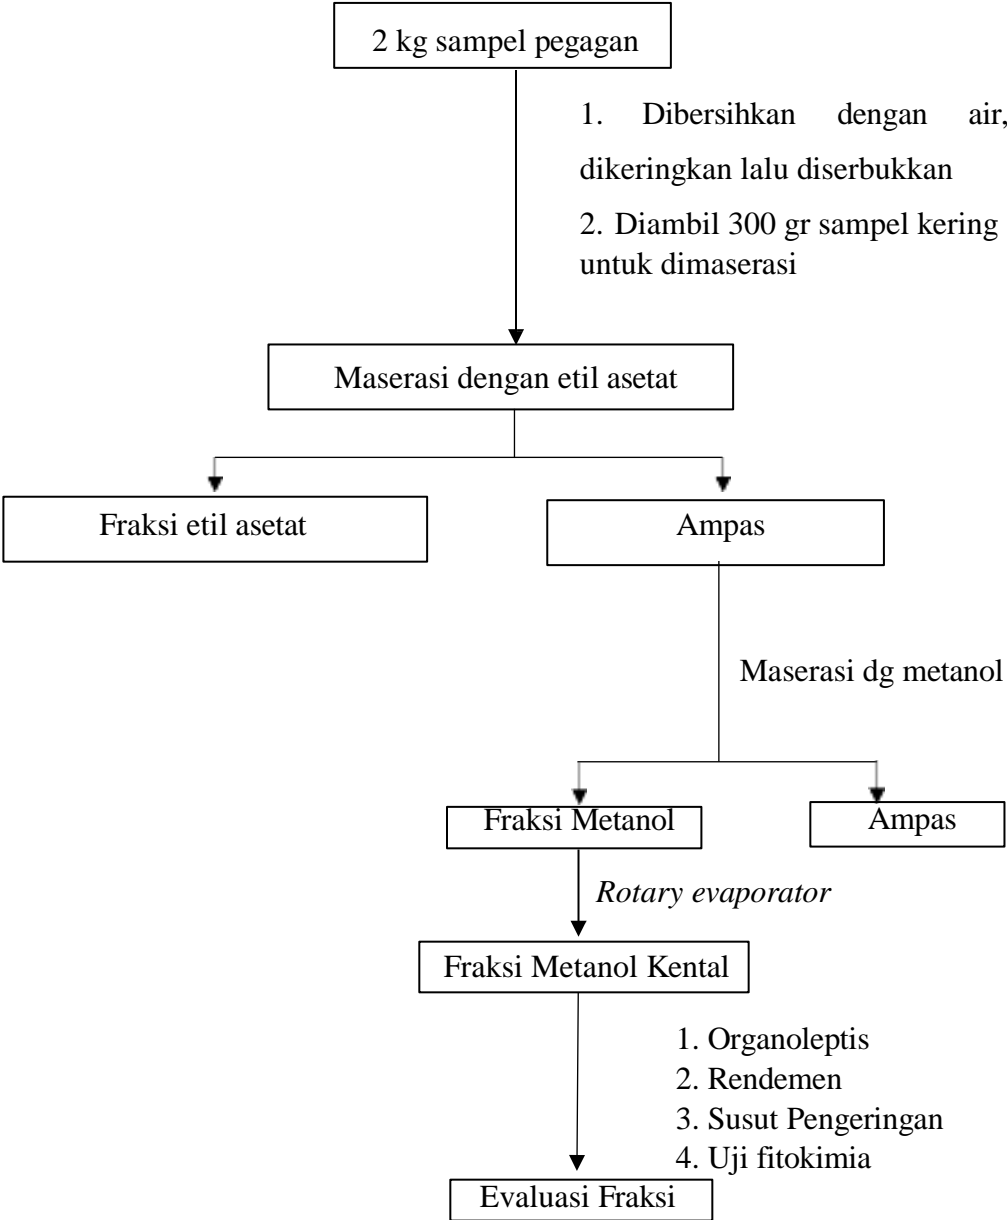 2 kg sampel pegagan
1. Dibersihkan dengan air,
dikeringkan lalu diserbukkan
2. Diambil 300 gr sampel kering
untuk dimaserasi
Maserasi dengan etil asetat
Fraksi etil asetat
Ampas
Maserasi dg metanol
Fraksi Metanol
Ampas
Rotary evaporator
Fraksi Metanol Kental
1. Organoleptis
2. Rendemen
3. Susut Pengeringan
4. Uji fitokimia
Evaluasi Fraksi